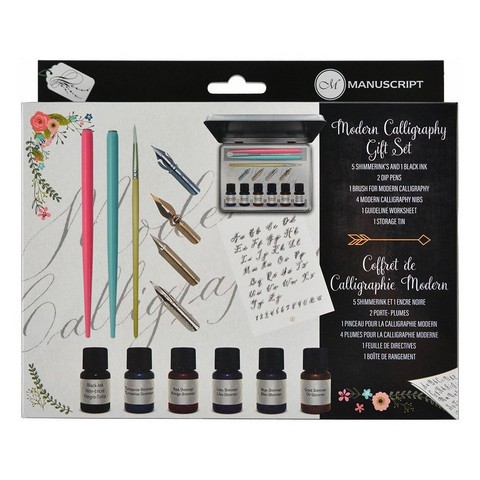 M MANUSCRIPT
Modern Calligraphy
Gift Set
5 SHIMMERINK'S AND 1 BLACK INK
2 DIP PENS
1 BRUSH FOR MODERN CALLIGRAPHY
4 MODERN CALLIGRAPHY NIBS
1 GUIDELINE WORKSHEET
1 STORAGE TIN
Coffret de
Calligraphie Modern
5 SHIMMERINK ET 1 ENCRE NOIRE
2 PORTE- PLUMES
1 PINCEAU POUR LA CALLIGRAPHIE MODERN
4 PLUMES POUR LA CALLIGRAPHIE MODERNE
1 FEUILLE DE DIRECTIVES
1 BOÎTE DE RANGEMENT
Modern
Calligraphy
Black Ink